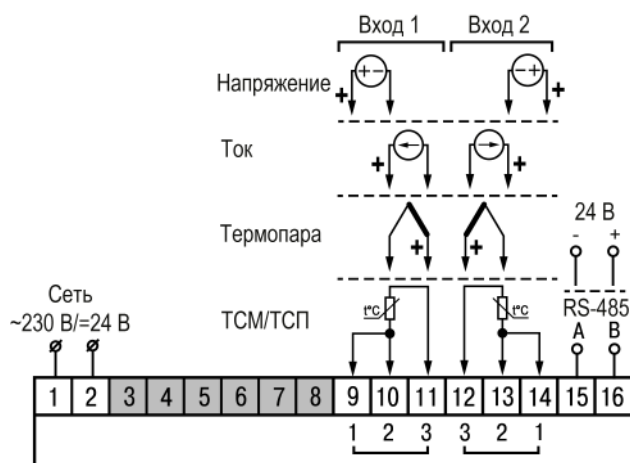 Вход 1 Вход 2
Напряжение
+ + − − + +
Ток
+ +
Термопара
+ +
24 В
- +
Сеть
~230 В/=24 В
ТСМ/ТСП
t°C t°C
RS-485
A B
1 2 3 4 5 6 7 8 9 10 11 12 13 14 15 16
1 2 3 3 2 1